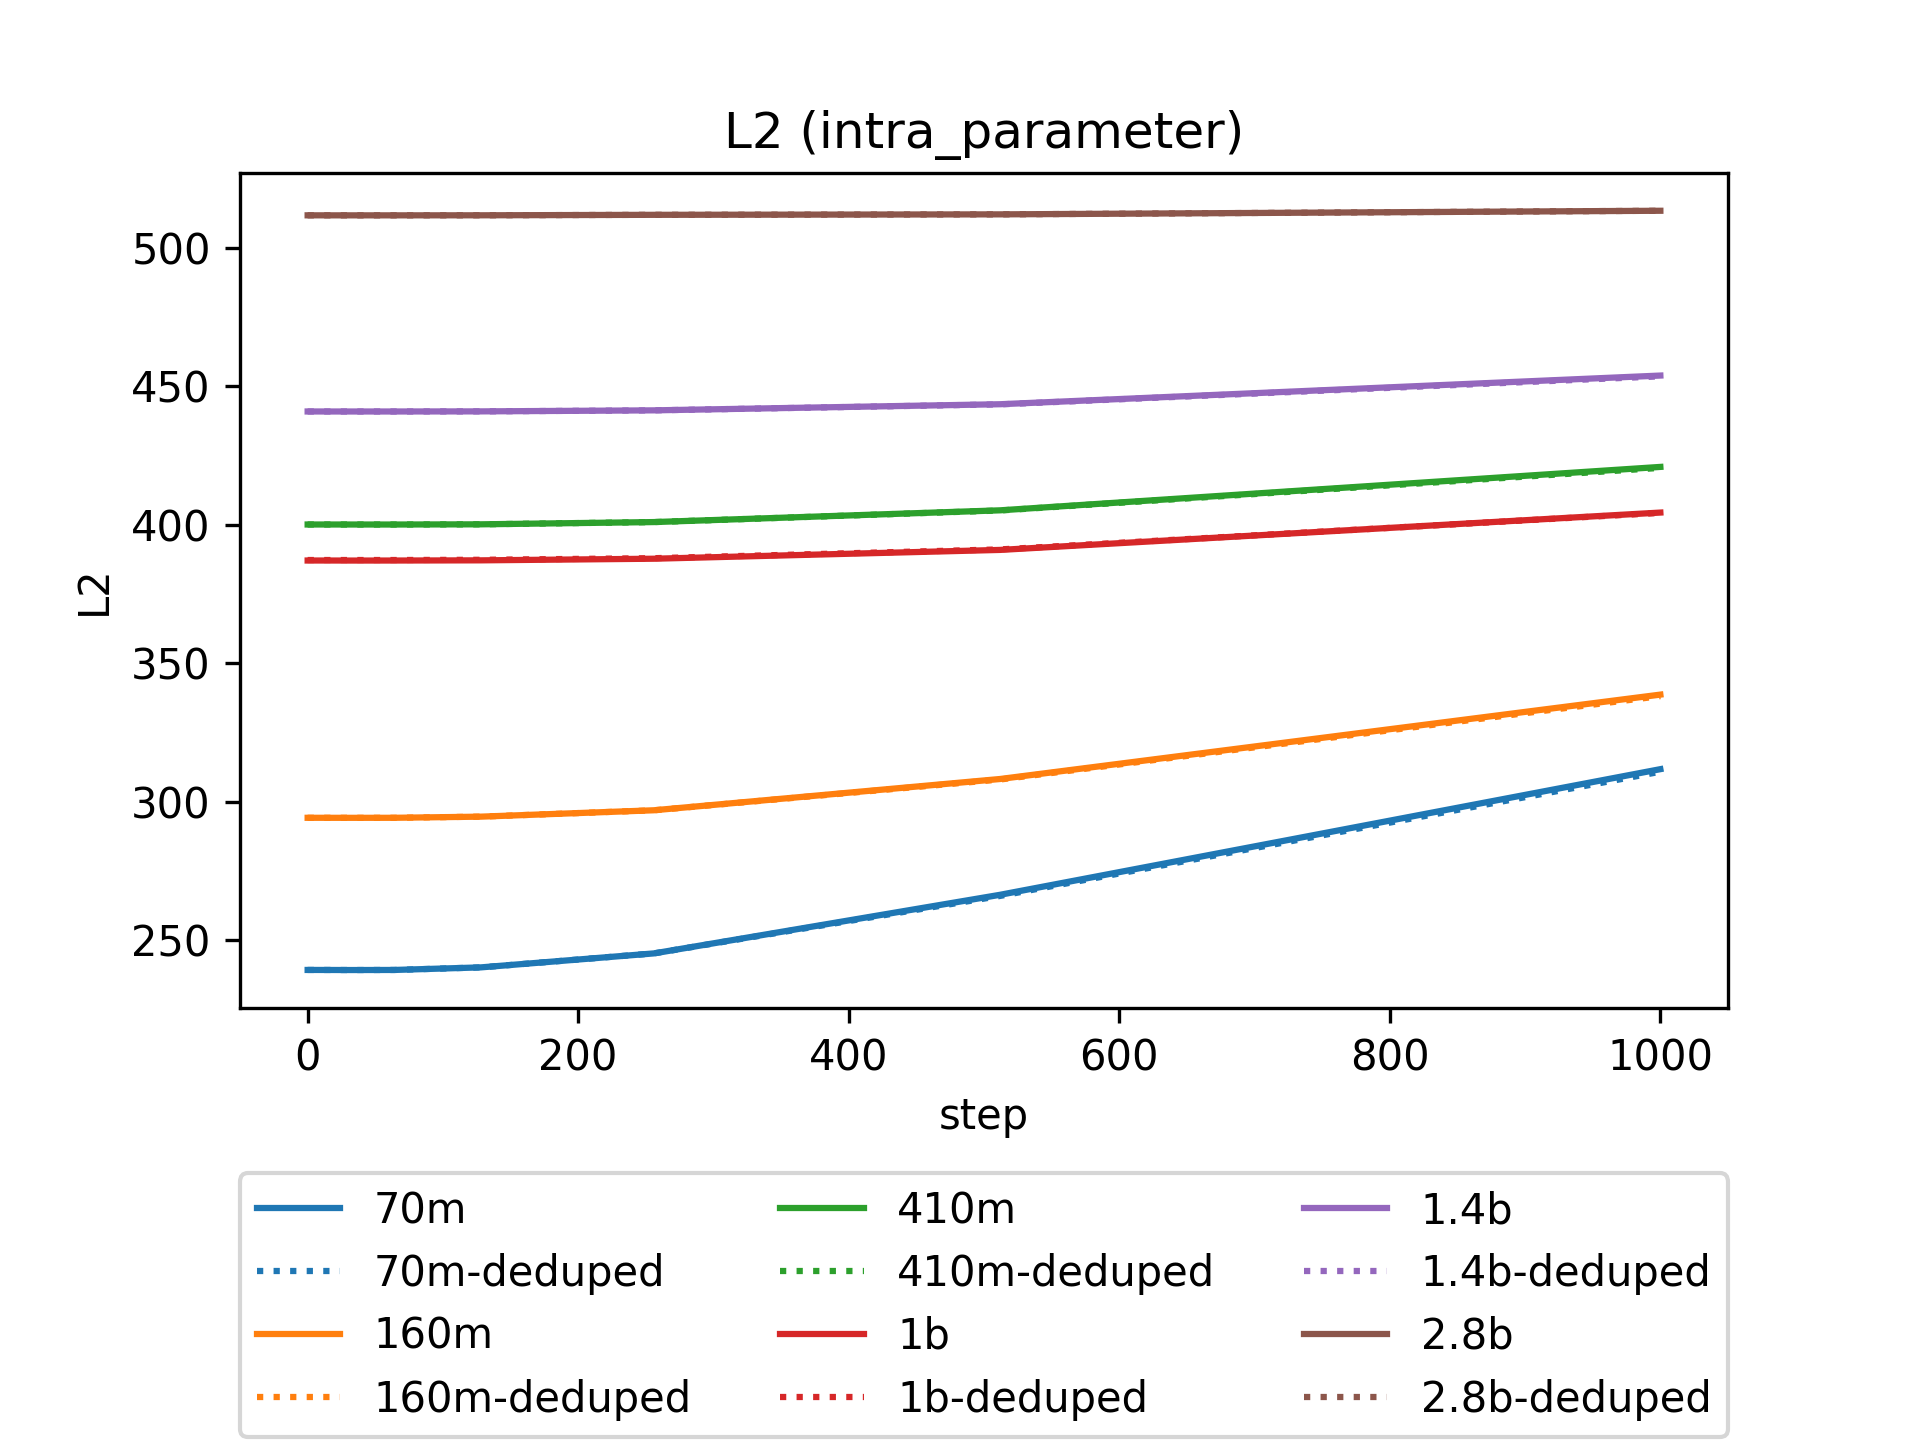 L2 (intra_parameter)
500
450
400
350
300
250
L2
0 200 400 600 800 1000
step
70m 410m 1.4b
70m-deduped 410m-deduped 1.4b-deduped
160m 1b 2.8b
160m-deduped 1b-deduped 2.8b-deduped